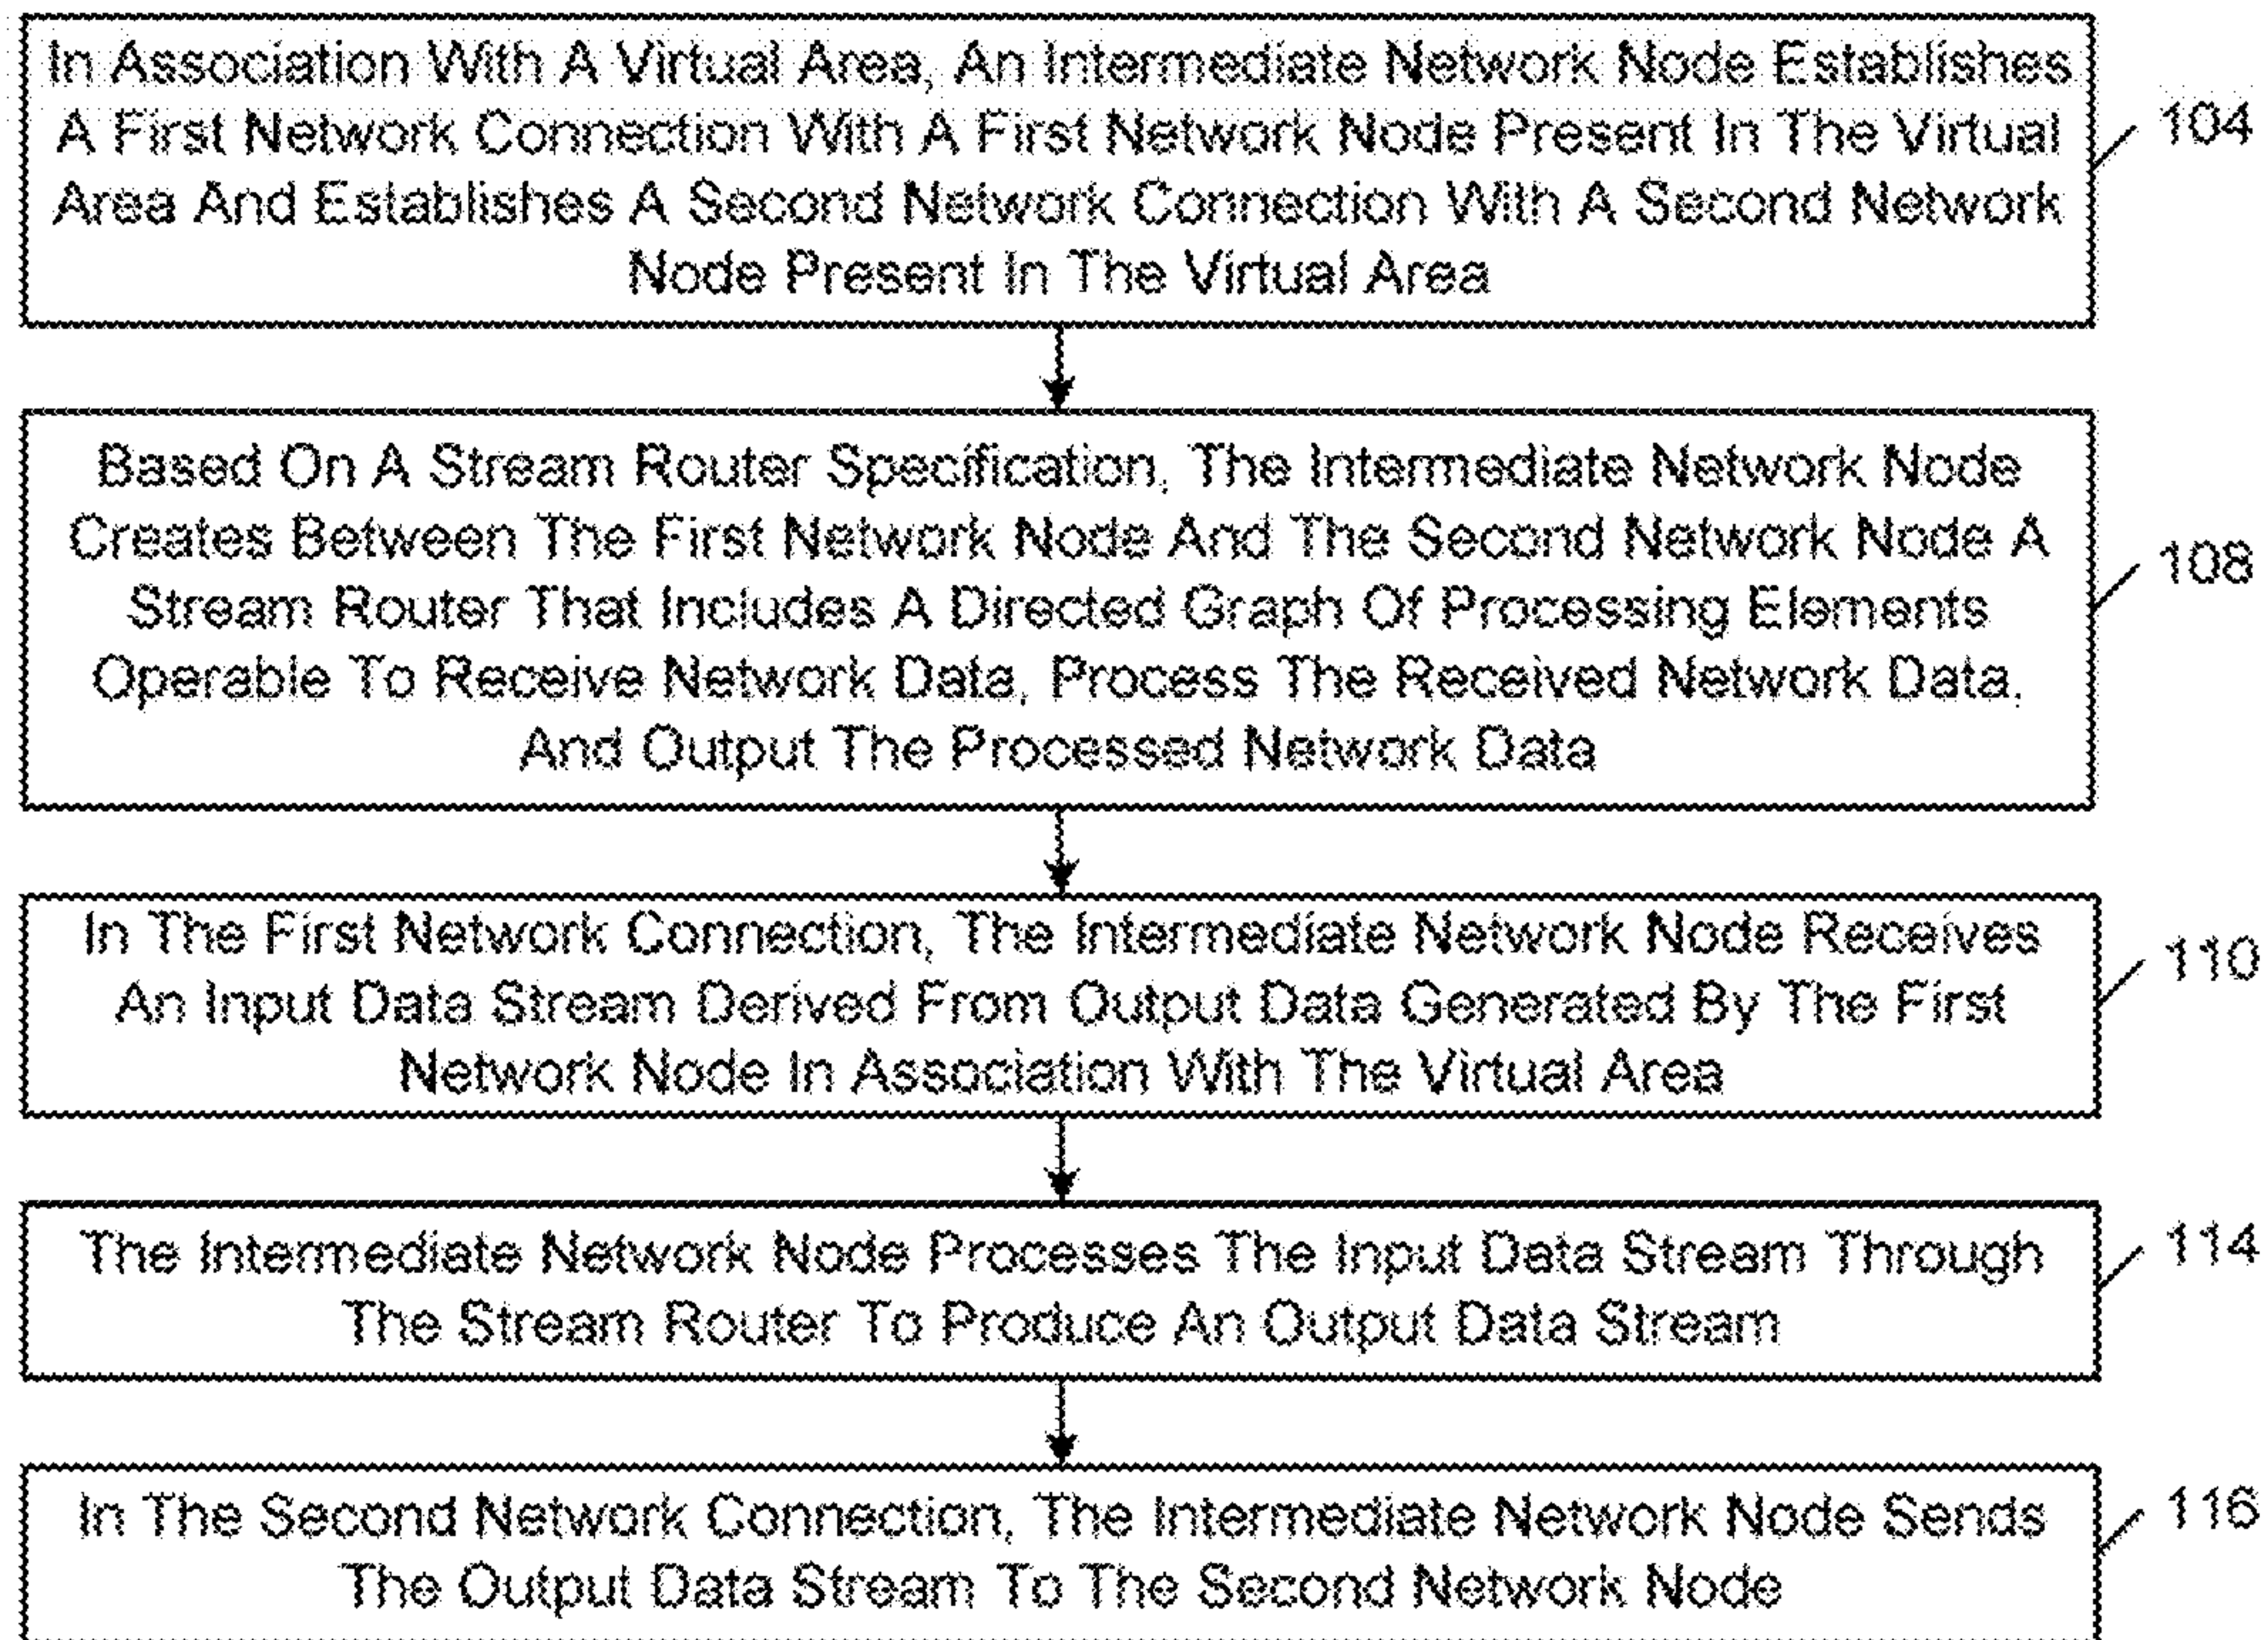 In Association With A Virtual Area, An Intermediate Network Node Establishes
A First Network Connection With A First Network Node Present In The Virtual
Area And Establishes A Second Network Connection With A Second Network
Node Present In The Virtual Area
104
Based On A Stream Router Specification, The Intermediate Network Node
Creates Between The First Network Node And The Second Network Node A
Stream Router That Includes A Directed Graph Of Processing Elements
Operable To Receive Network Data, Process The Received Network Data,
And Output The Processed Network Data
108
In The First Network Connection, The Intermediate Network Node Receives
An Input Data Stream Derived From Output Data Generated By The First
Network Node In Association With The Virtual Area
110
The Intermediate Network Node Processes The Input Data Stream Through
The Stream Router To Produce An Output Data Stream
114
In The Second Network Connection, The Intermediate Network Node Sends
The Output Data Stream To The Second Network Node
116